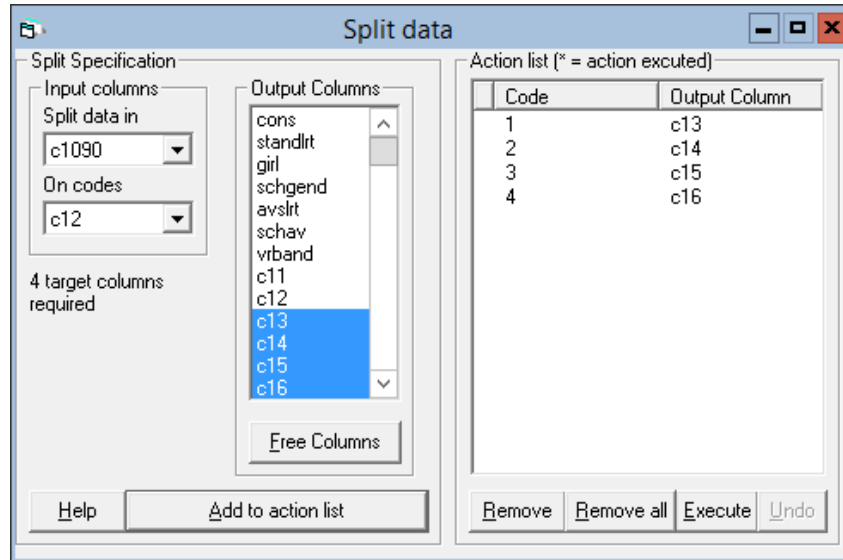 Split data
Split Specification
Input columns
Split data in
c1090
On codes
c12
4 target columns
required
Output Columns
cons
standlrt
girl
schgend
avslrt
schav
vrband
c11
c12
c13
c14
c15
c16
Free Columns
Help
Add to action list
Action list (* = action excuted)
Code Output Column
1 c13
2 c14
3 c15
4 c16
Remove Remove all Execute Undo